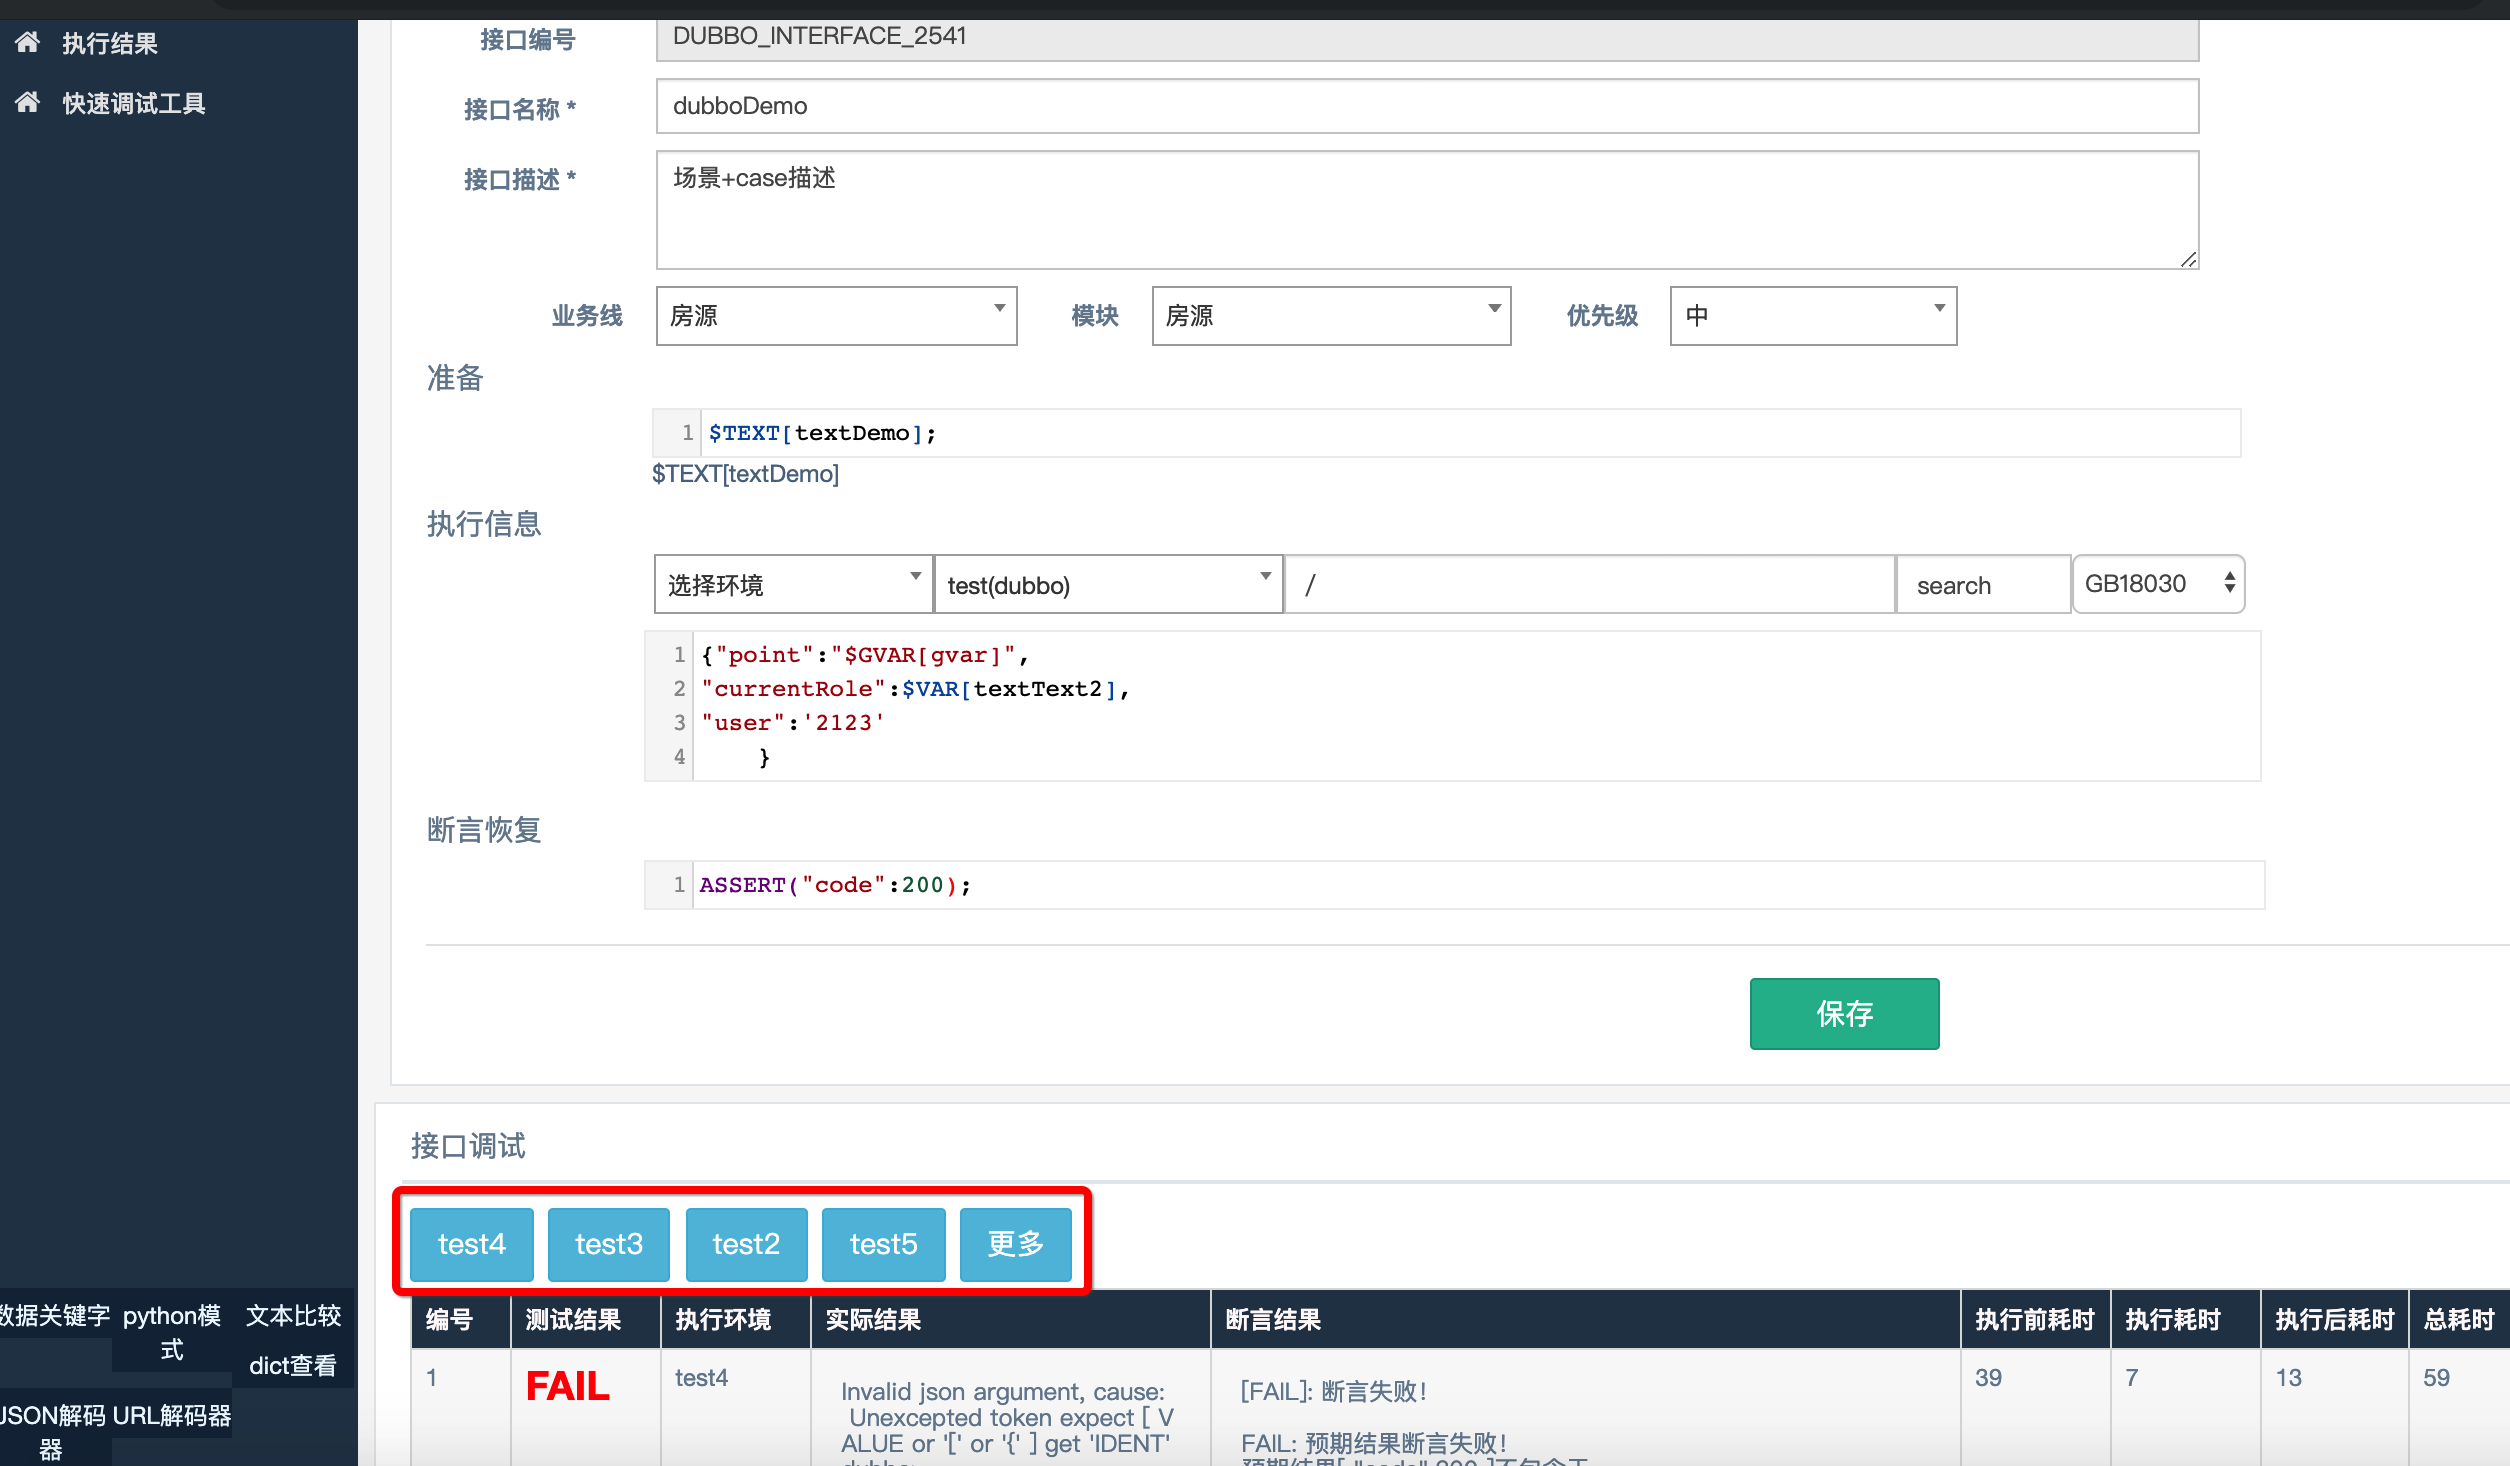 执行结果
快速调试工具
接口编号 DUBBO_INTERFACE_2541
接口名称 * dubboDemo
接口描述 * 场景+case描述
业务线 房源 模块 房源 优先级 中
准备
1 $TEXT[textDemo];
$TEXT[textDemo]
执行信息
选择环境 test(dubbo) / search GB18030
1 {"point":"$GVAR[gvar]",
2 "currentRole":$VAR[textText2],
3 "user":'2123'
4 }
断言恢复
1 ASSERT("code":200);
保存
接口调试
test4 test3 test2 test5 更多
编号 测试结果 执行环境 实际结果 断言结果 执行前耗时 执行耗时 执行后耗时 总耗时
1 FAIL test4 39 7 13 59
Invalid json argument, cause:
Unexcepted token expect [ V
ALUE or '[' or '{' ] get 'IDENT'
[FAIL]: 断言失败!
FAIL: 预期结果断言失败!
数据关键字
python模
式
文本比较
dict查看
JSON解码
器
URL解码器